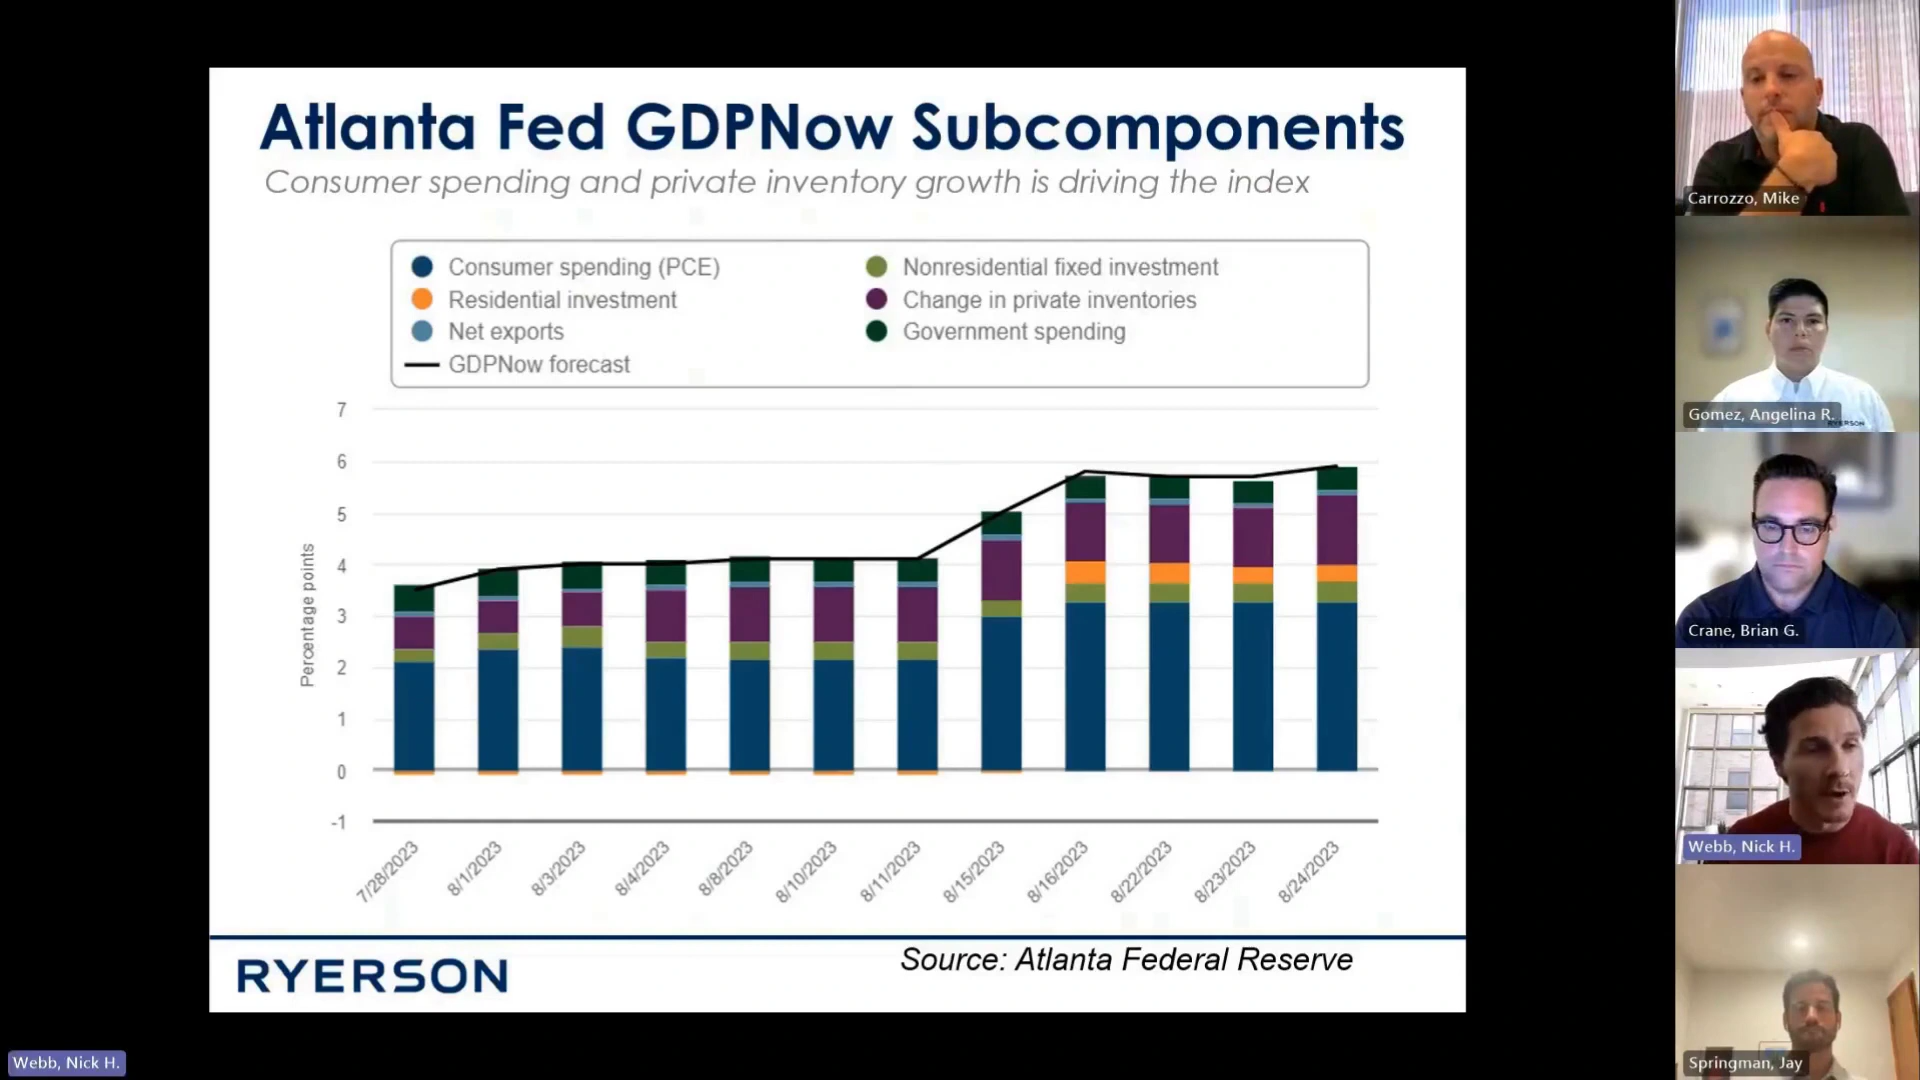 Atlanta Fed GDPNow Subcomponents
Consumer spending and private inventory growth is driving the index
Consumer spending (PCE)
Nonresidential fixed investment
Residential investment
Change in private inventories
Net exports
Government spending
GDPNow forecast
Percentage points
7
6
5
4
3
2
1
0
-1
7/28/2023
8/1/2023
8/3/2023
8/4/2023
8/8/2023
8/10/2023
8/11/2023
8/15/2023
8/16/2023
8/22/2023
8/23/2023
8/24/2023
RYERSON
Source: Atlanta Federal Reserve
Webb, Nick H.
Carrozzo, Mike
Gomez, Angelina R.
RYERSON
Crane, Brian G.
Webb, Nick H.
Springman, Jay